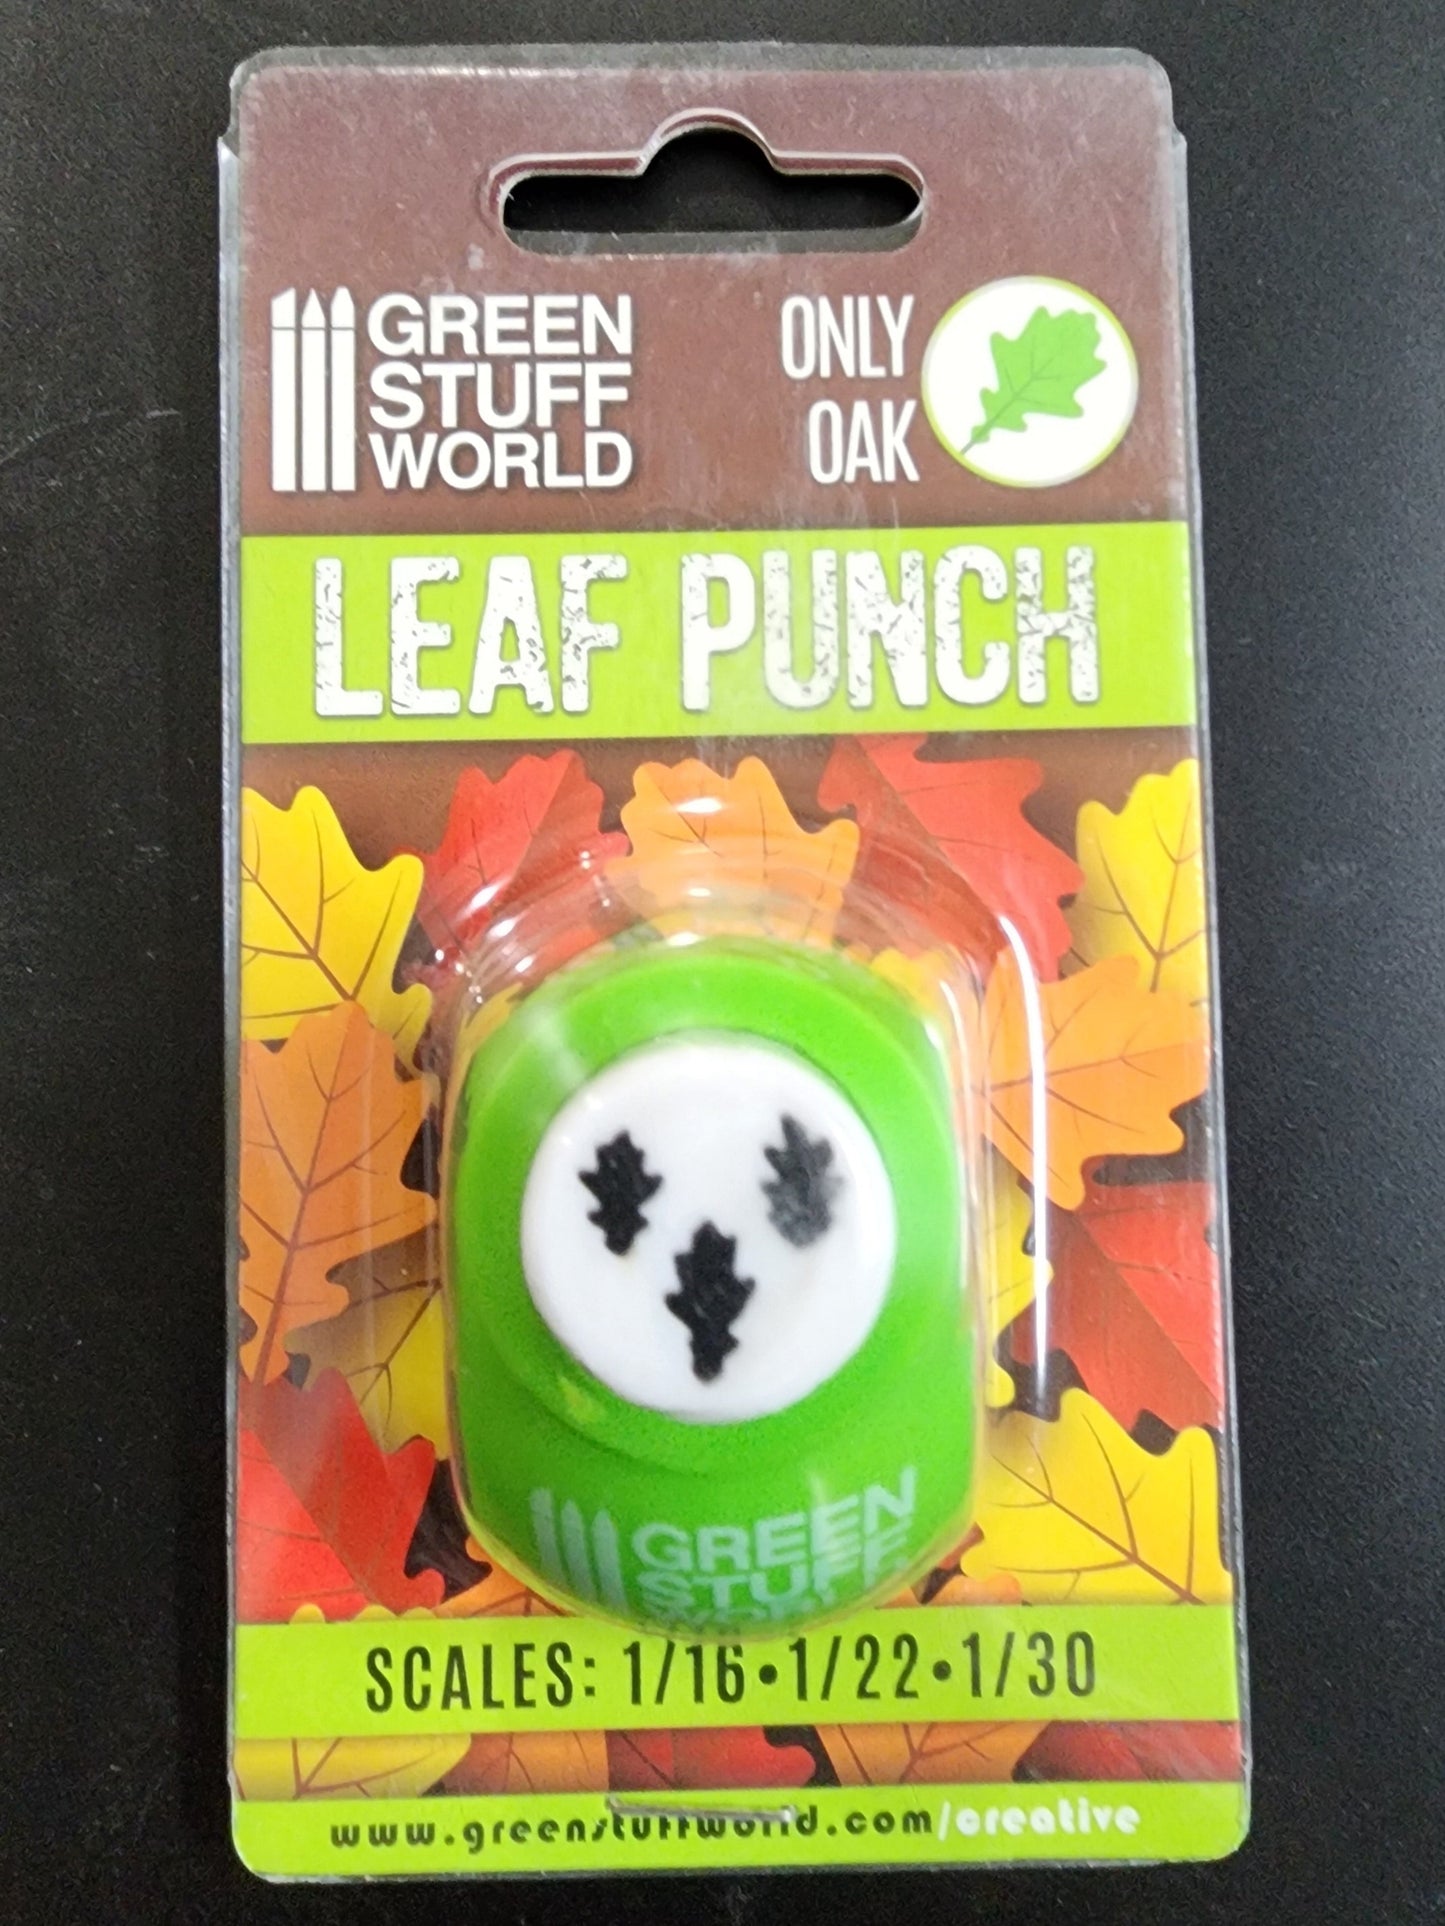 GREEN
STUFF
WORLD
ONLY
OAK
LEAF PUNCH
GREEN
STUFF
WORLD
SCALES: 1/16•1/22•1/30
www.greenstuffworld.com/creative